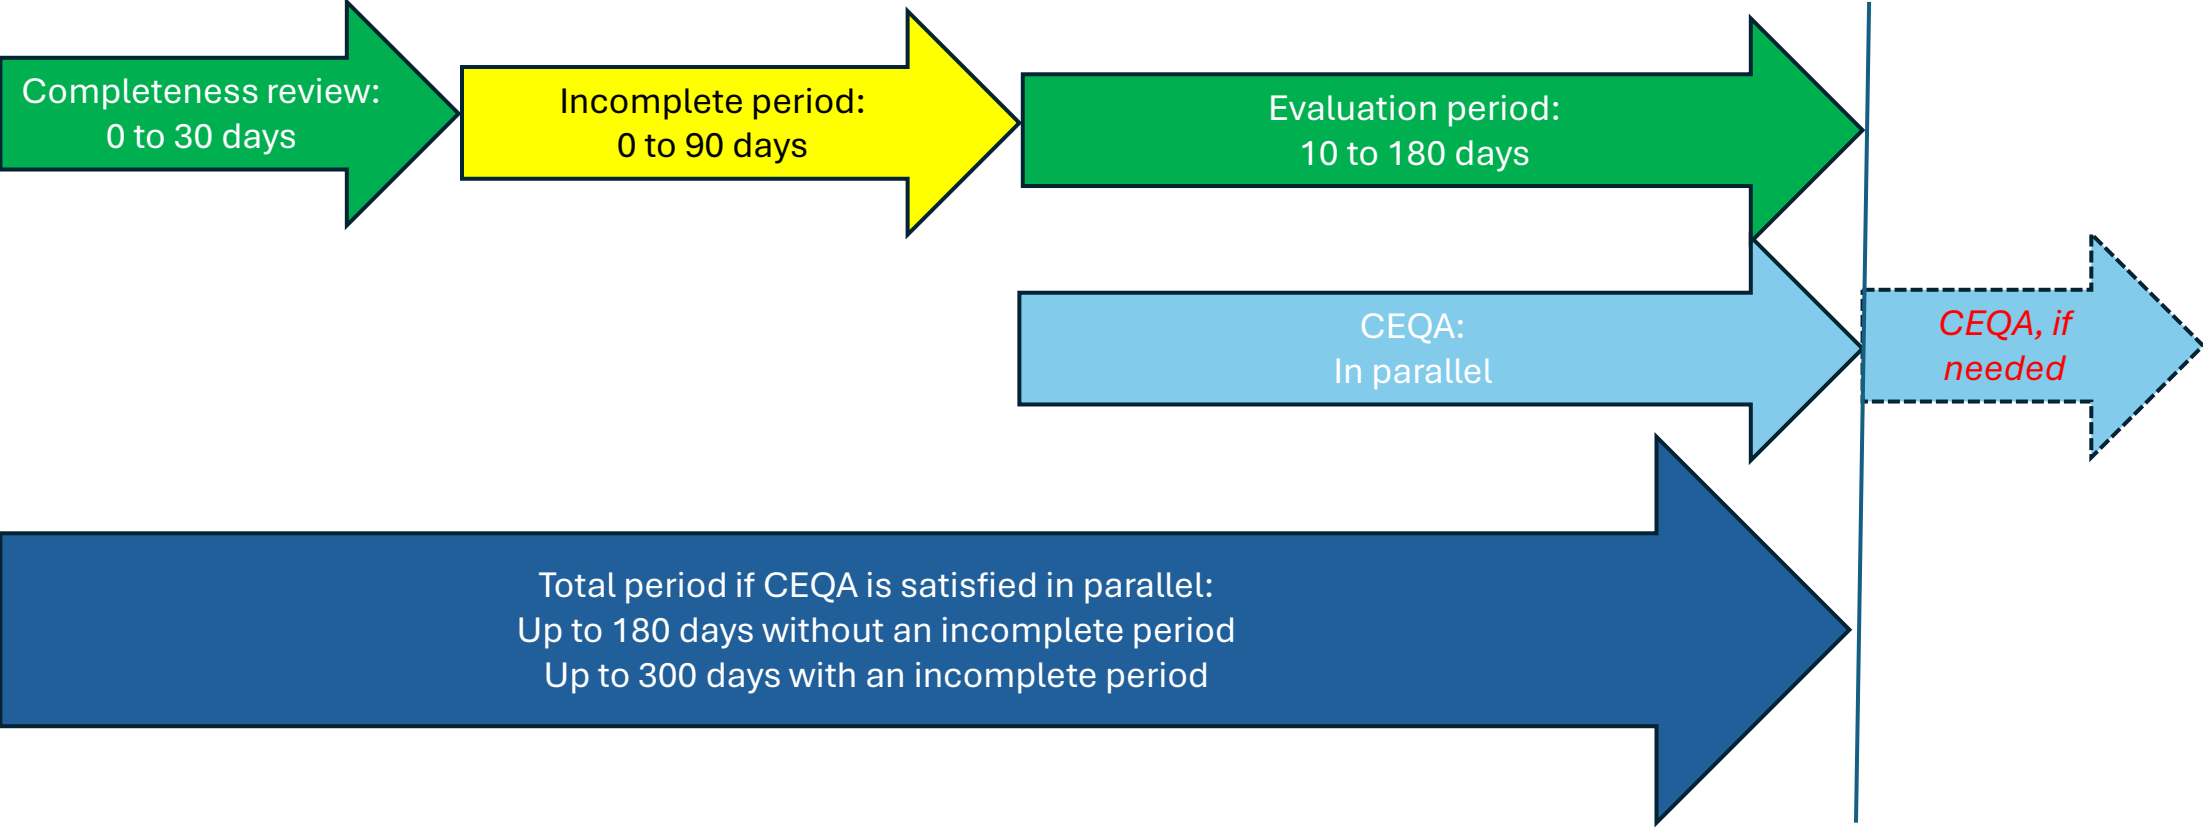 Completeness review:
0 to 30 days
Incomplete period:
0 to 90 days
Evaluation period:
10 to 180 days
CEQA:
In parallel
CEQA, if
needed
Total period if CEQA is satisfied in parallel:
Up to 180 days without an incomplete period
Up to 300 days with an incomplete period